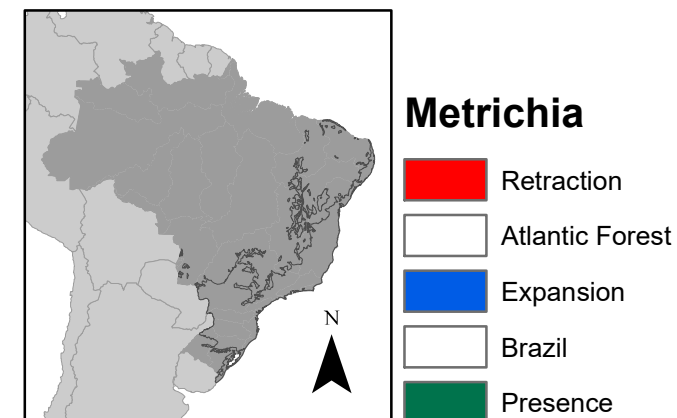 Metrichia
Retraction
Atlantic Forest
Expansion
Brazil
Presence
N